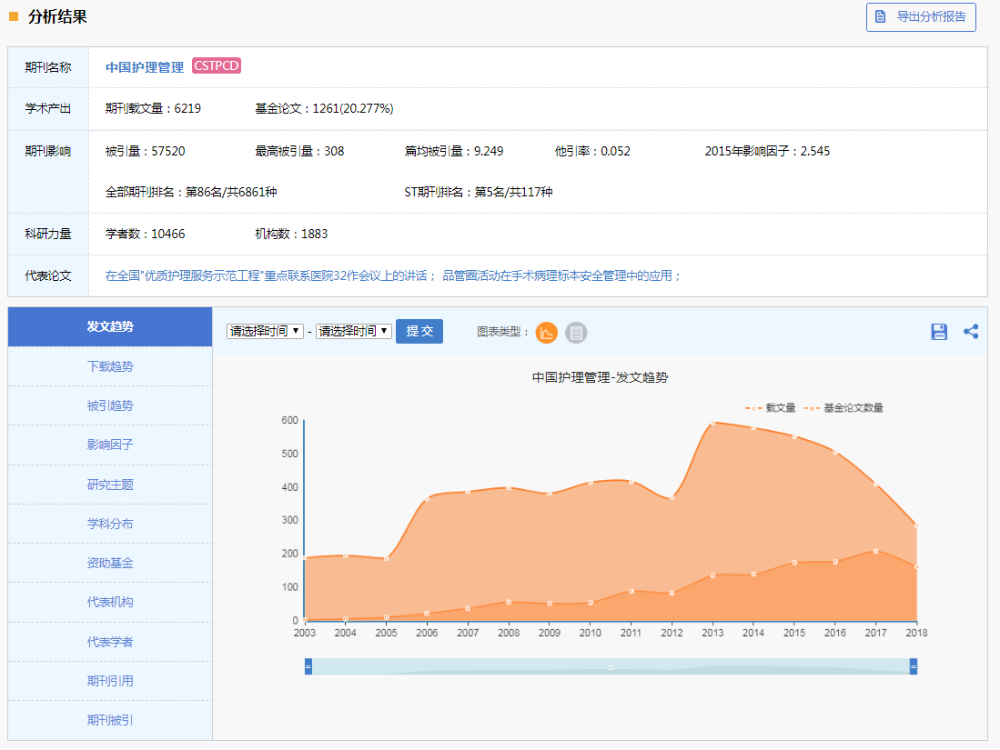 分析结果
导出分析报告
期刊名称 中国护理管理 CSTPCD
学术产出 期刊载文量：6219 基金论文：1261(20.277%)
期刊影响 被引量：57520 最高被引量：308 篇均被引量：9.249 他引率：0.052 2015年影响因子：2.545
全部期刊排名：第86名/共6861种 ST期刊排名：第5名/共117种
科研力量 学者数：10466 机构数：1883
代表论文 在全国"优质护理服务示范工程"重点联系医院32作会议上的讲话； 品管圈活动在手术病理标本安全管理中的应用；
发文趋势
下载趋势
被引趋势
影响因子
研究主题
学科分布
资助基金
代表机构
代表学者
期刊引用
期刊被引
请选择时间 - 请选择时间 提交 图表类型：
中国护理管理-发文趋势
载文量 基金论文数量
600
500
400
300
200
100
0
2003 2004 2005 2006 2007 2008 2009 2010 2011 2012 2013 2014 2015 2016 2017 2018